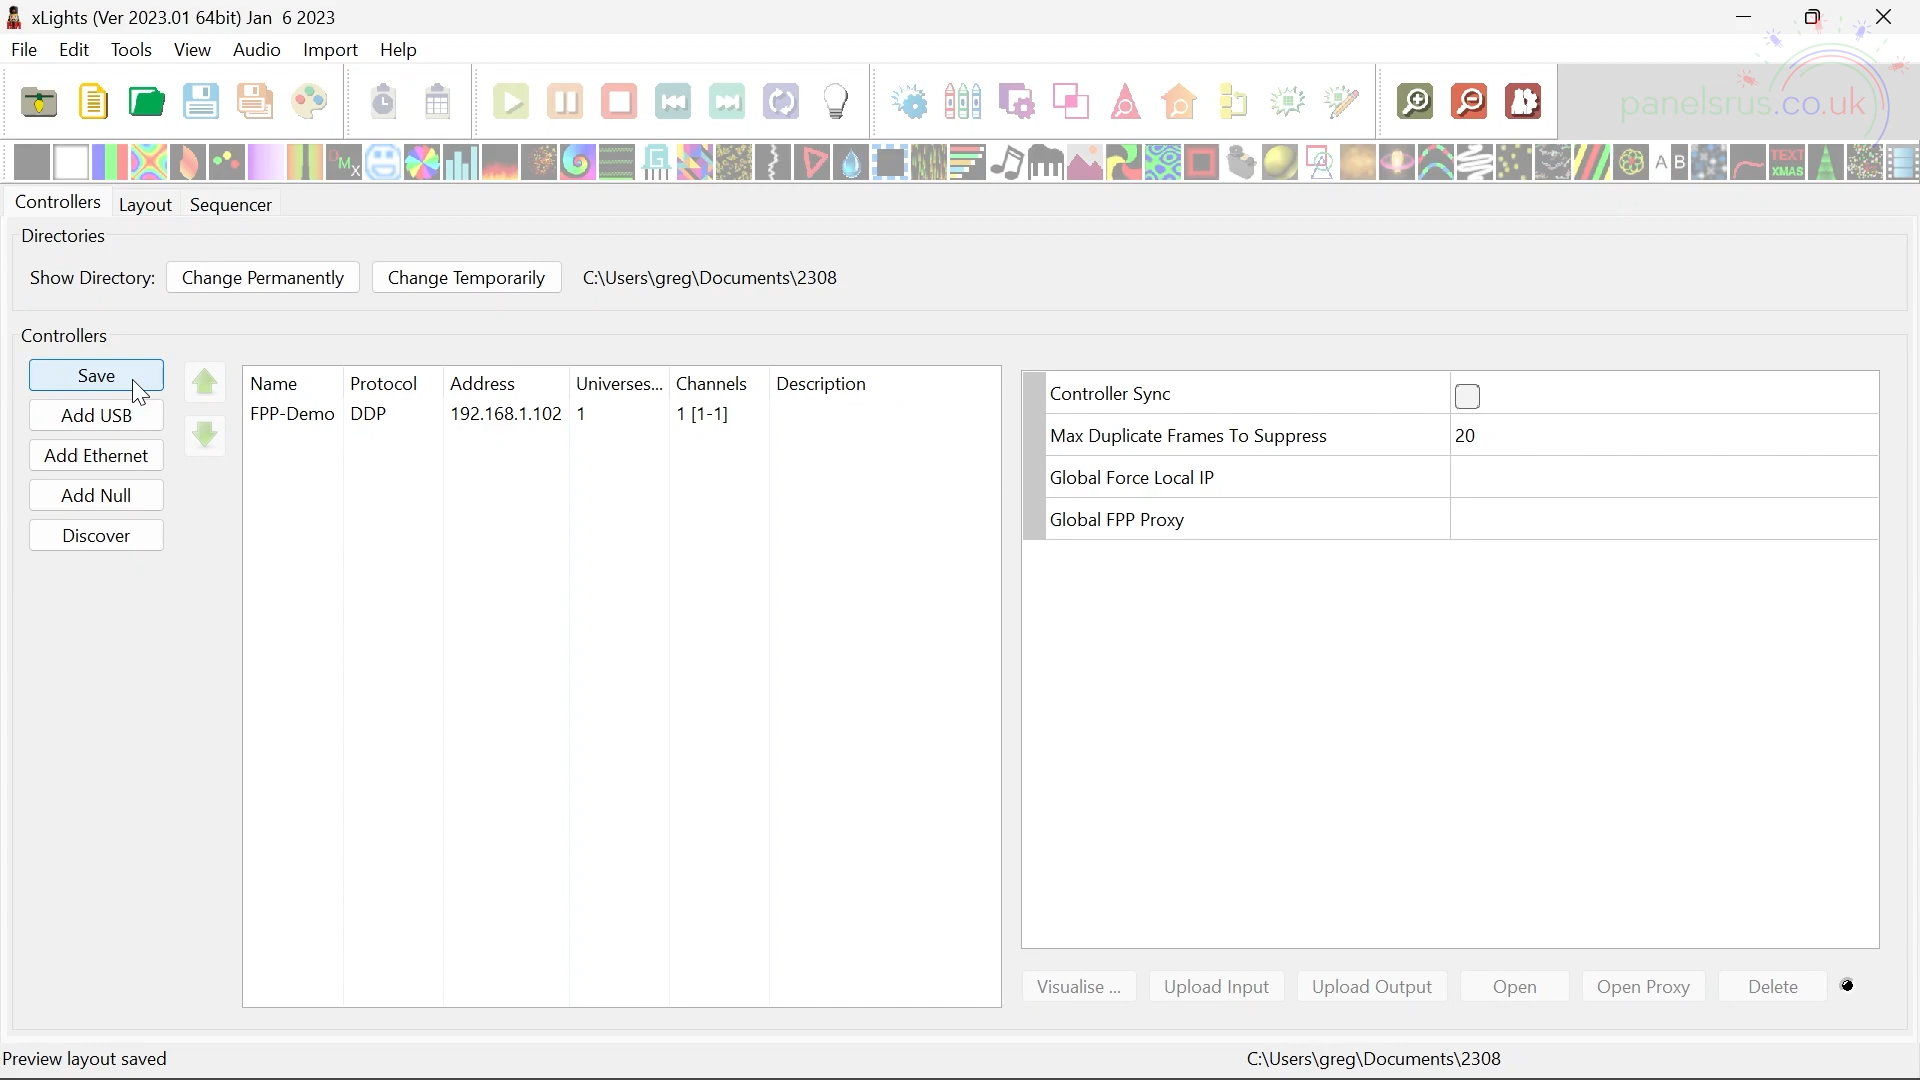 xLights (Ver 2023.01 64bit) Jan  6 2023
File Edit Tools View Audio Import Help
panelsrus.co.uk
DMX
A B
TEXT
XMAS
Controllers Layout Sequencer
Directories
Show Directory: Change Permanently Change Temporarily C:\Users\greg\Documents\2308
Controllers
Save
Add USB
Add Ethernet
Add Null
Discover
Name Protocol Address Universes... Channels Description
FPP-Demo DDP 192.168.1.102 1 1 [1-1]
Controller Sync
Max Duplicate Frames To Suppress 20
Global Force Local IP
Global FPP Proxy
Visualise ... Upload Input Upload Output Open Open Proxy Delete
Preview layout saved C:\Users\greg\Documents\2308